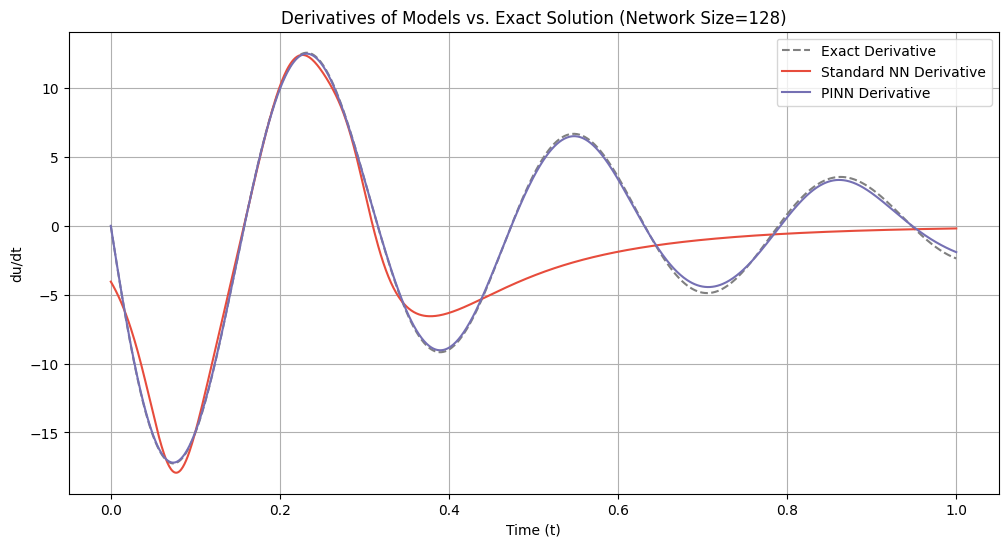 Derivatives of Models vs. Exact Solution (Network Size=128)
Exact Derivative
Standard NN Derivative
PINN Derivative
du/dt
10
5
0
−5
−10
−15
0.0 0.2 0.4 0.6 0.8 1.0
Time (t)